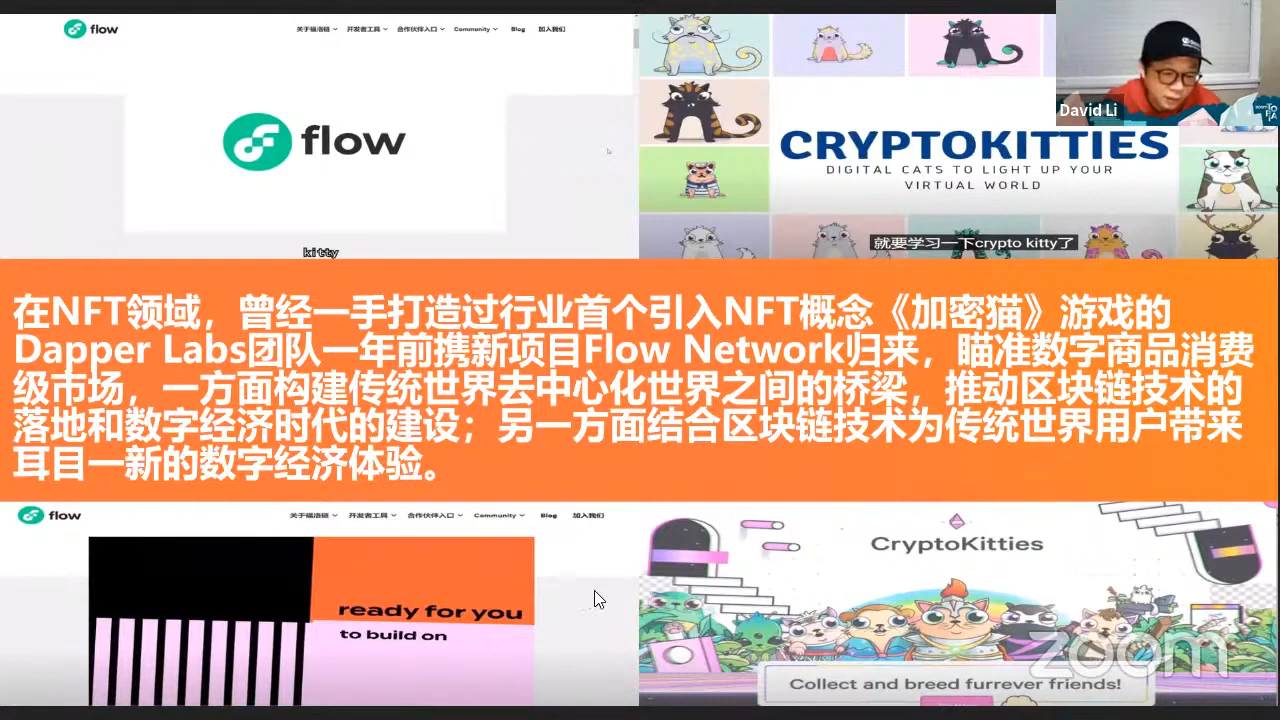 flow
关于福洛链
开发者工具
合作伙伴入口
Community
Blog
加入我们
flow
kitty
CRYPTOKITTIES
DIGITAL CATS TO LIGHT UP YOUR
VIRTUAL WORLD
就要学习一下crypto kitty了
David Li
在NFT领域，曾经一手打造过行业首个引入NFT概念《加密猫》游戏的
Dapper Labs团队一年前携新项目Flow Network归来，瞄准数字商品消费
级市场，一方面构建传统世界去中心化世界之间的桥梁，推动区块链技术的
落地和数字经济时代的建设；另一方面结合区块链技术为传统世界用户带来
耳目一新的数字经济体验。
flow
关于福洛链
开发者工具
合作伙伴入口
Community
Blog
加入我们
ready for you
to build on
CryptoKitties
Collect and breed furrever friends!
zoom